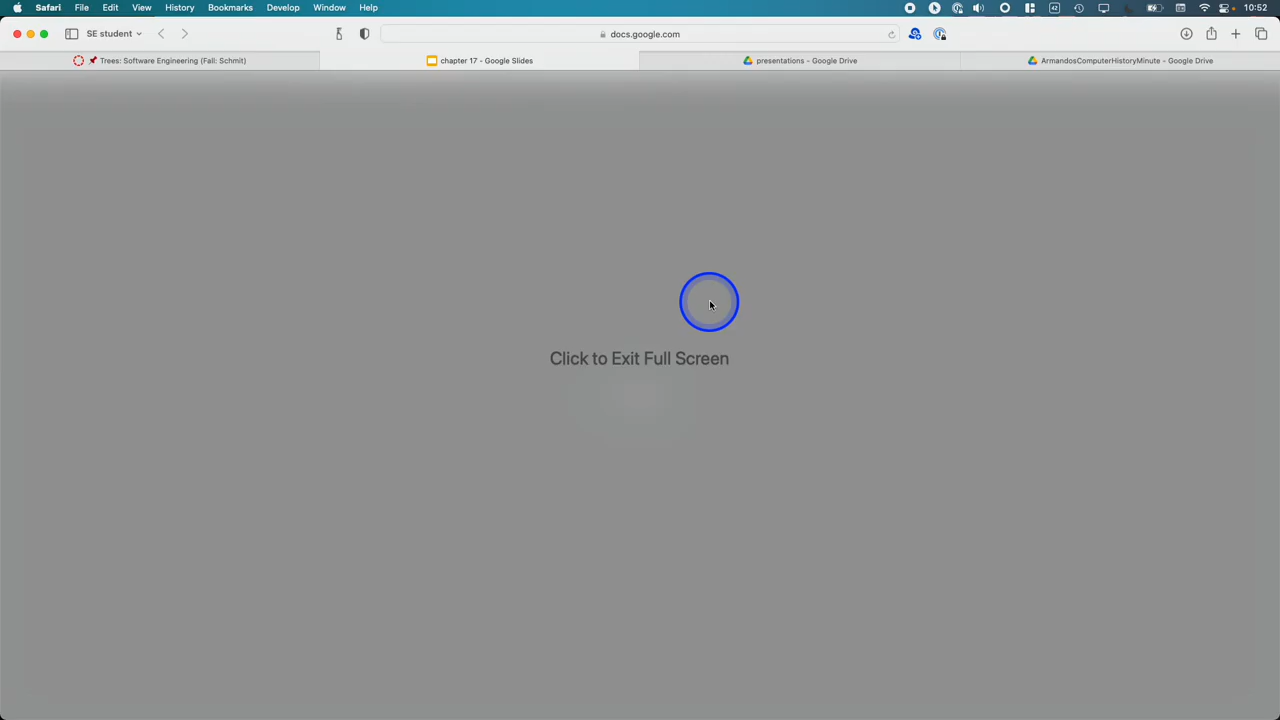 Safari File Edit View History Bookmarks Develop Window Help 42 10:52
SE student docs.google.com
Trees: Software Engineering (Fall: Schmit) chapter 17 - Google Slides presentations - Google Drive ArmandosComputerHistoryMinute - Google Drive
Click to Exit Full Screen